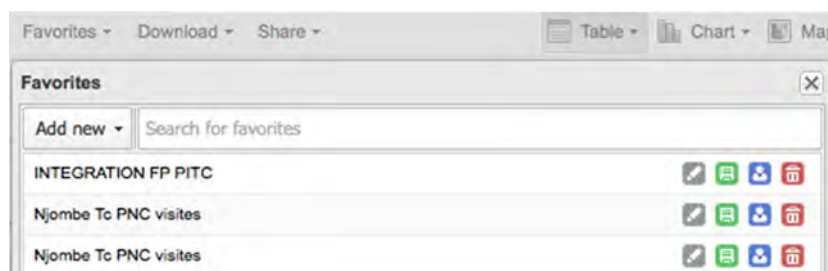 Favorites Download Share Table Chart Map
Favorites
Add new Search for favorites
INTEGRATION FP PITC
Njombe Tc PNC visites
Njombe Tc PNC visites